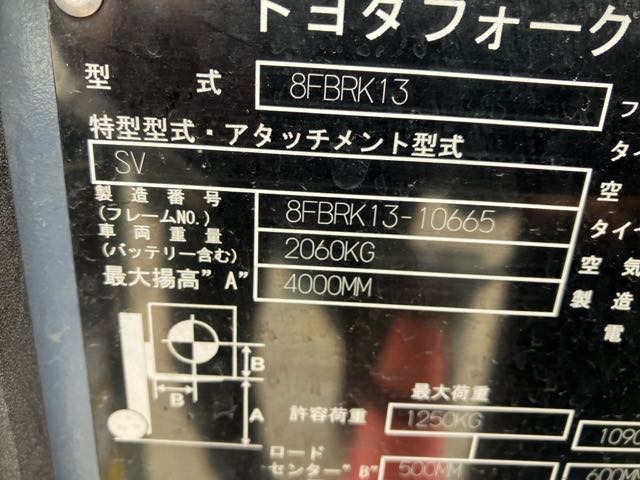 トヨタフォーク
型式 8FBRK13
特型型式・アタッチメント型式
SV
製造番号
(フレームNO.) 8FBRK13-10665
車両重量
(バッテリー含む) 2060KG
最大揚高"A" 4000MM
タイ
空
タイヤ
空気
製造
電
B
B
A
最大荷重
許容荷重 1250KG 1090
ロード
センター"B" 500MM 600MM